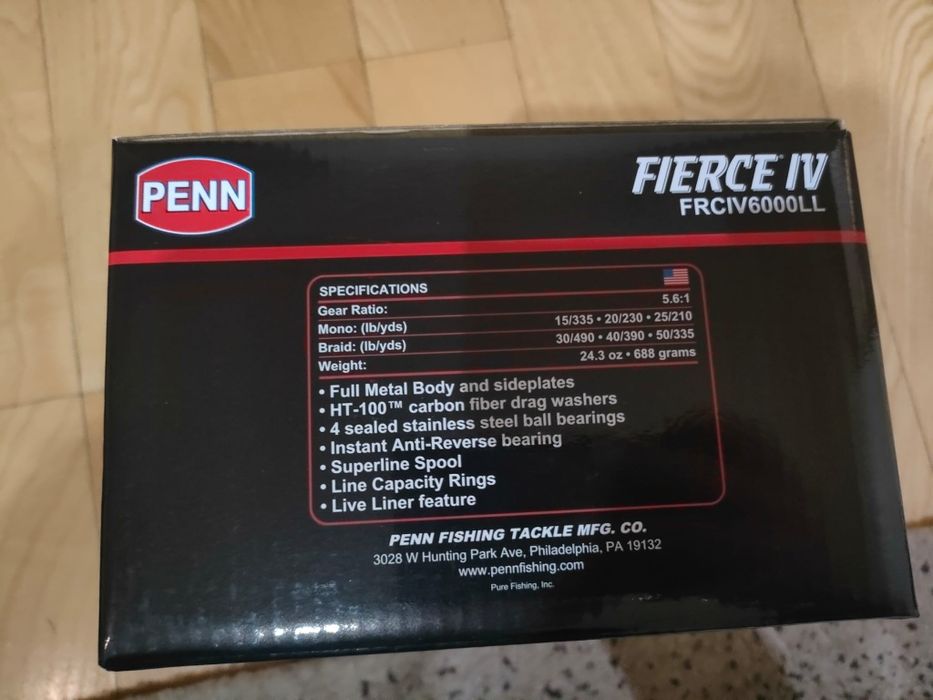 PENN
FIERCE IV
FRCIV6000LL
SPECIFICATIONS
Gear Ratio: 5.6:1
Mono: (lb/yds) 15/335 • 20/230 • 25/210
Braid: (lb/yds) 30/490 • 40/390 • 50/335
Weight: 24.3 oz • 688 grams
• Full Metal Body and sideplates
• HT-100™ carbon fiber drag washers
• 4 sealed stainless steel ball bearings
• Instant Anti-Reverse bearing
• Superline Spool
• Line Capacity Rings
• Live Liner feature
PENN FISHING TACKLE MFG. CO.
3028 W Hunting Park Ave, Philadelphia, PA 19132
www.pennfishing.com
Pure Fishing, Inc.